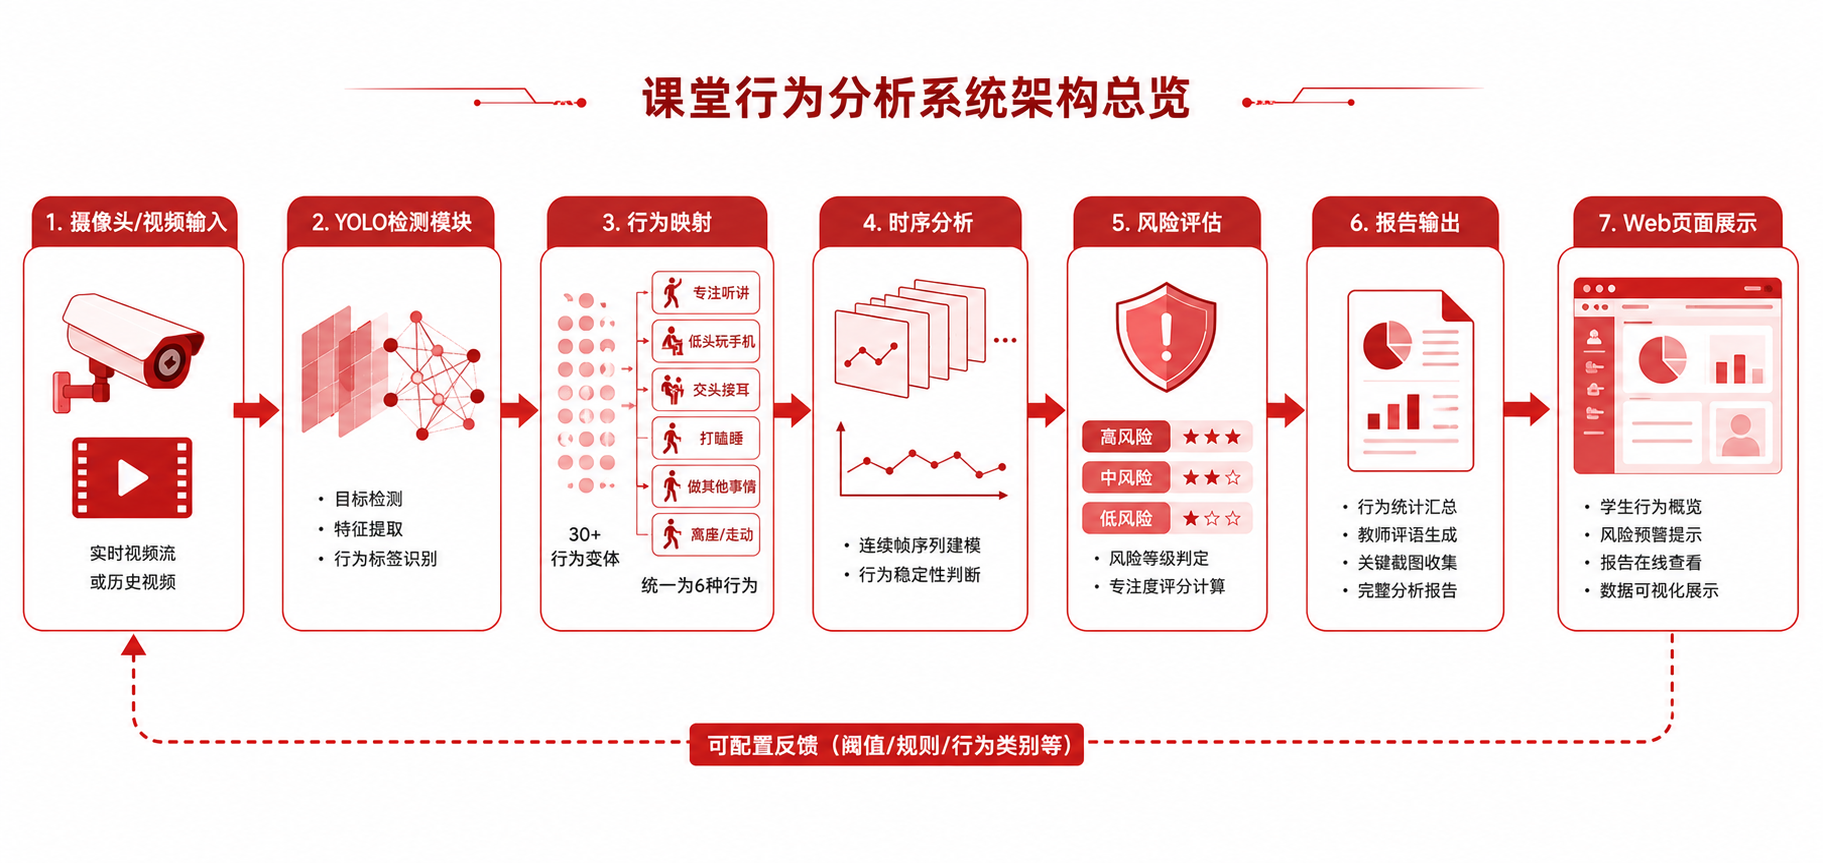 课堂行为分析系统架构总览
1. 摄像头/视频输入
实时视频流
或历史视频
2. YOLO检测模块
• 目标检测
• 特征提取
• 行为标签识别
3. 行为映射
专注听讲
低头玩手机
交头接耳
打瞌睡
做其他事情
离座/走动
30+
行为变体
统一为6种行为
4. 时序分析
...
• 连续帧序列建模
• 行为稳定性判断
5. 风险评估
高风险 ★★★
中风险 ★★☆
低风险 ★☆☆
• 风险等级判定
• 专注度评分计算
6. 报告输出
• 行为统计汇总
• 教师评语生成
• 关键截图收集
• 完整分析报告
7. Web页面展示
• 学生行为概览
• 风险预警提示
• 报告在线查看
• 数据可视化展示
可配置反馈（阈值/规则/行为类别等）